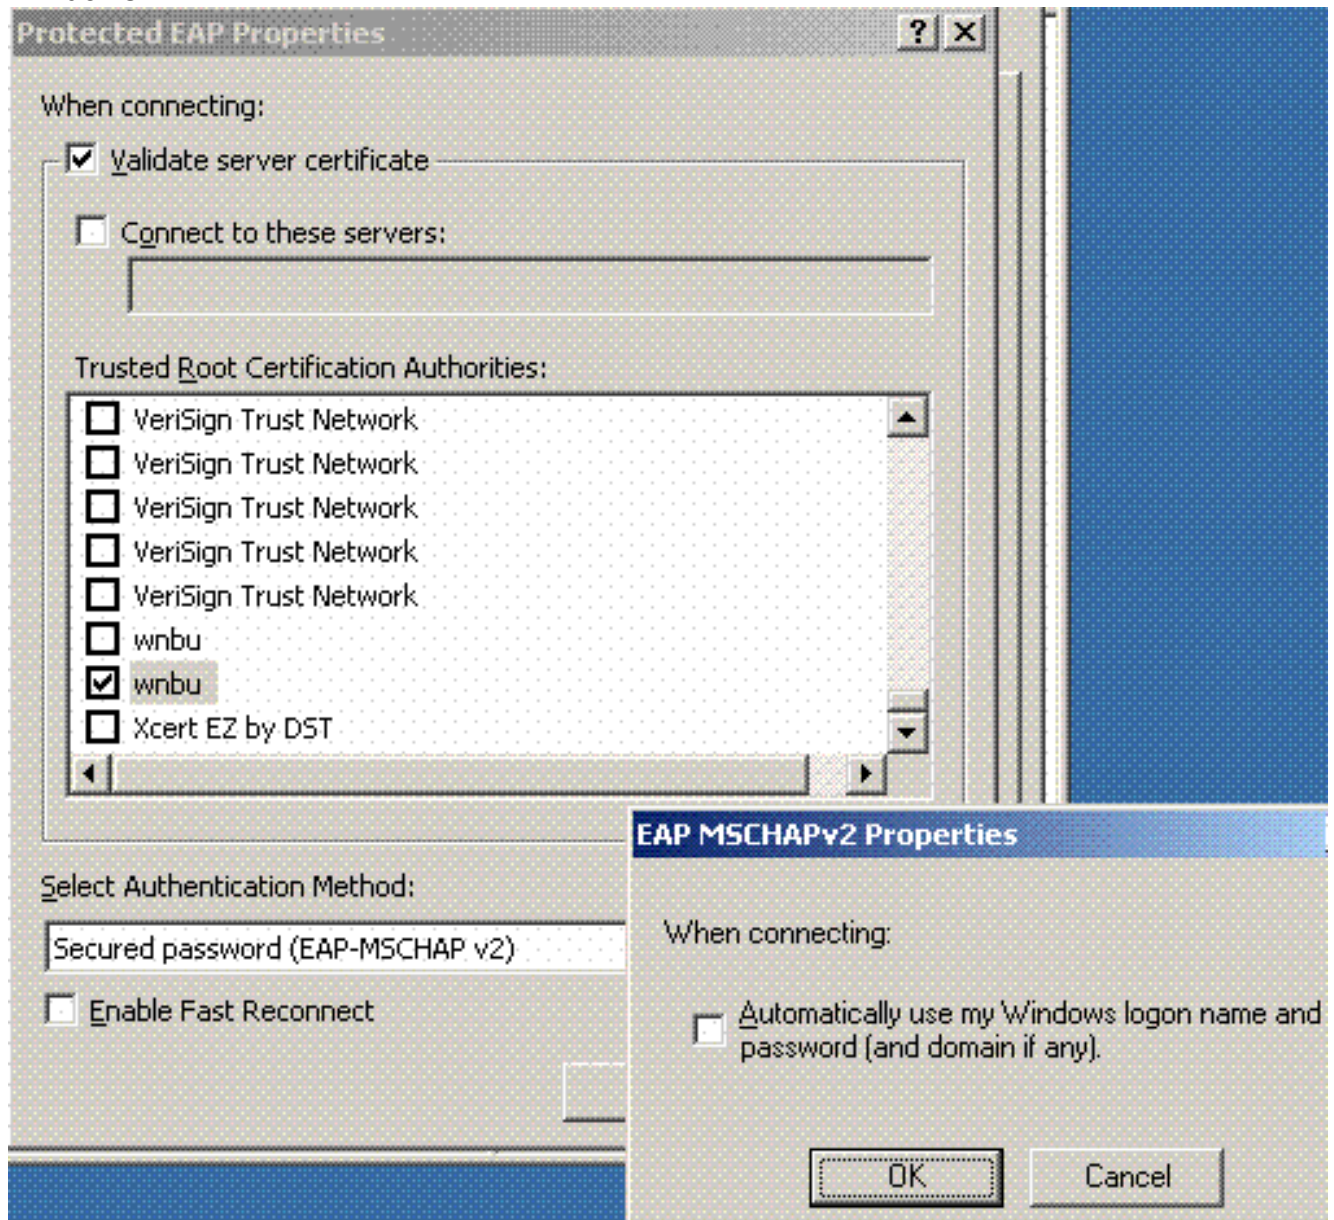 Protected EAP Properties
When connecting:
Validate server certificate
Connect to these servers:
Trusted Root Certification Authorities:
VeriSign Trust Network
VeriSign Trust Network
VeriSign Trust Network
VeriSign Trust Network
VeriSign Trust Network
wnbu
wnbu
Xcert EZ by DST
Select Authentication Method:
Secured password (EAP-MSCHAP v2)
Enable Fast Reconnect
EAP MSCHAPv2 Properties
When connecting:
Automatically use my Windows logon name and
password (and domain if any).
OK Cancel